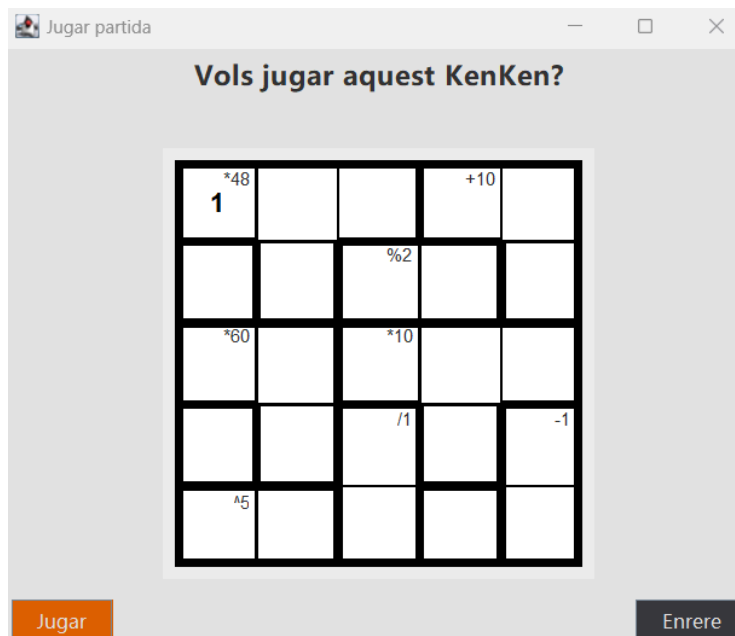 Jugar partida
Vols jugar aquest KenKen?
*48 +10
1
%2
*60 *10
/1 -1
^5
Jugar Enrere